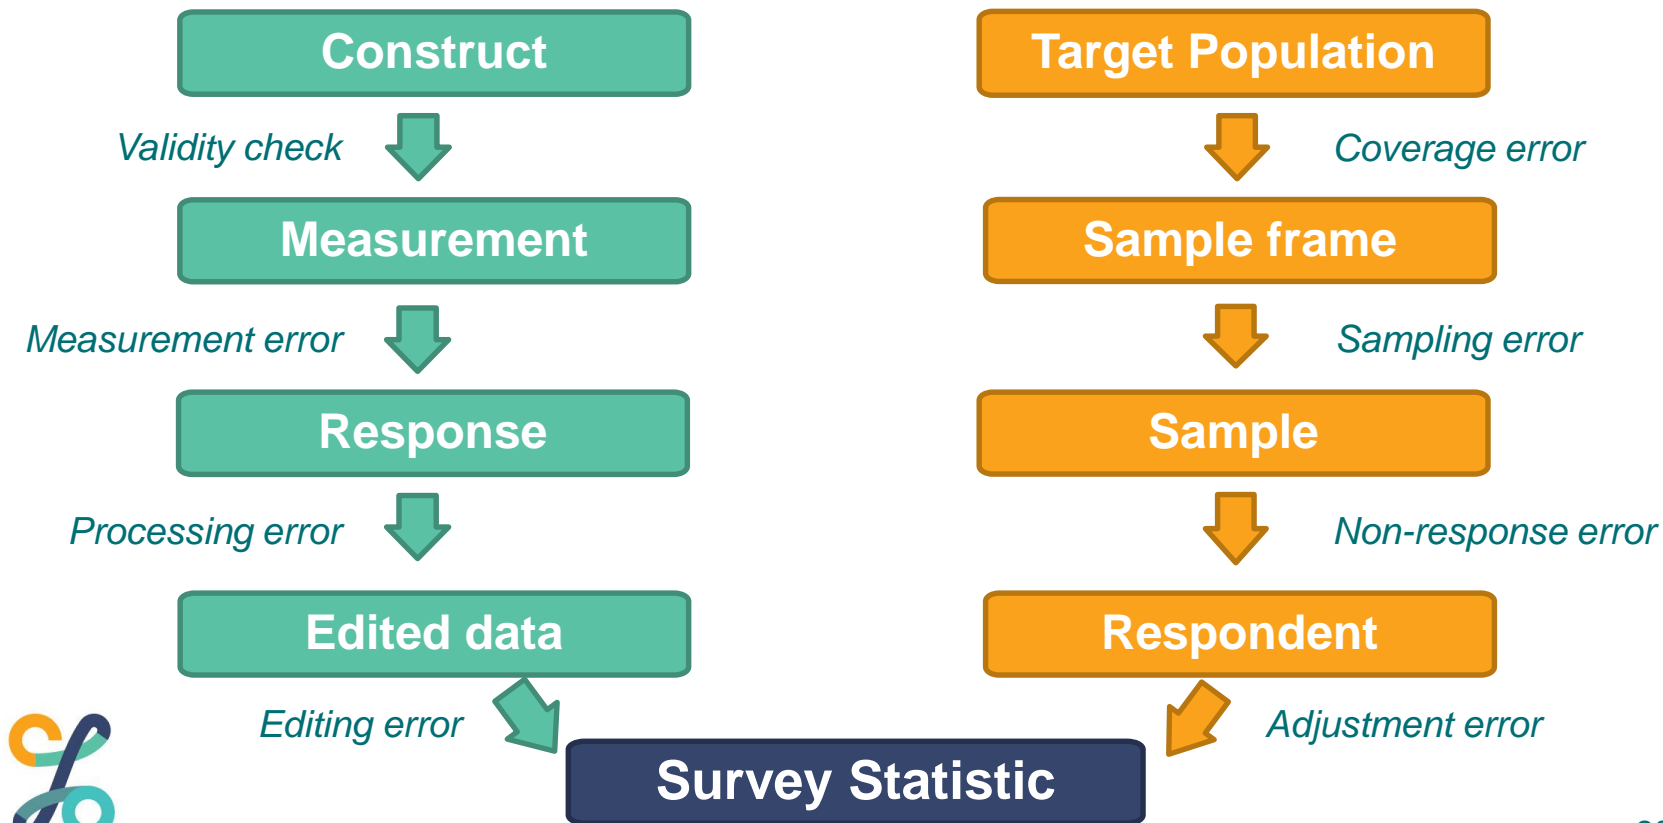 Construct
Target Population
Validity check
Coverage error
Measurement
Sample frame
Measurement error
Sampling error
Response
Sample
Processing error
Non-response error
Edited data
Respondent
Editing error
Adjustment error
Survey Statistic